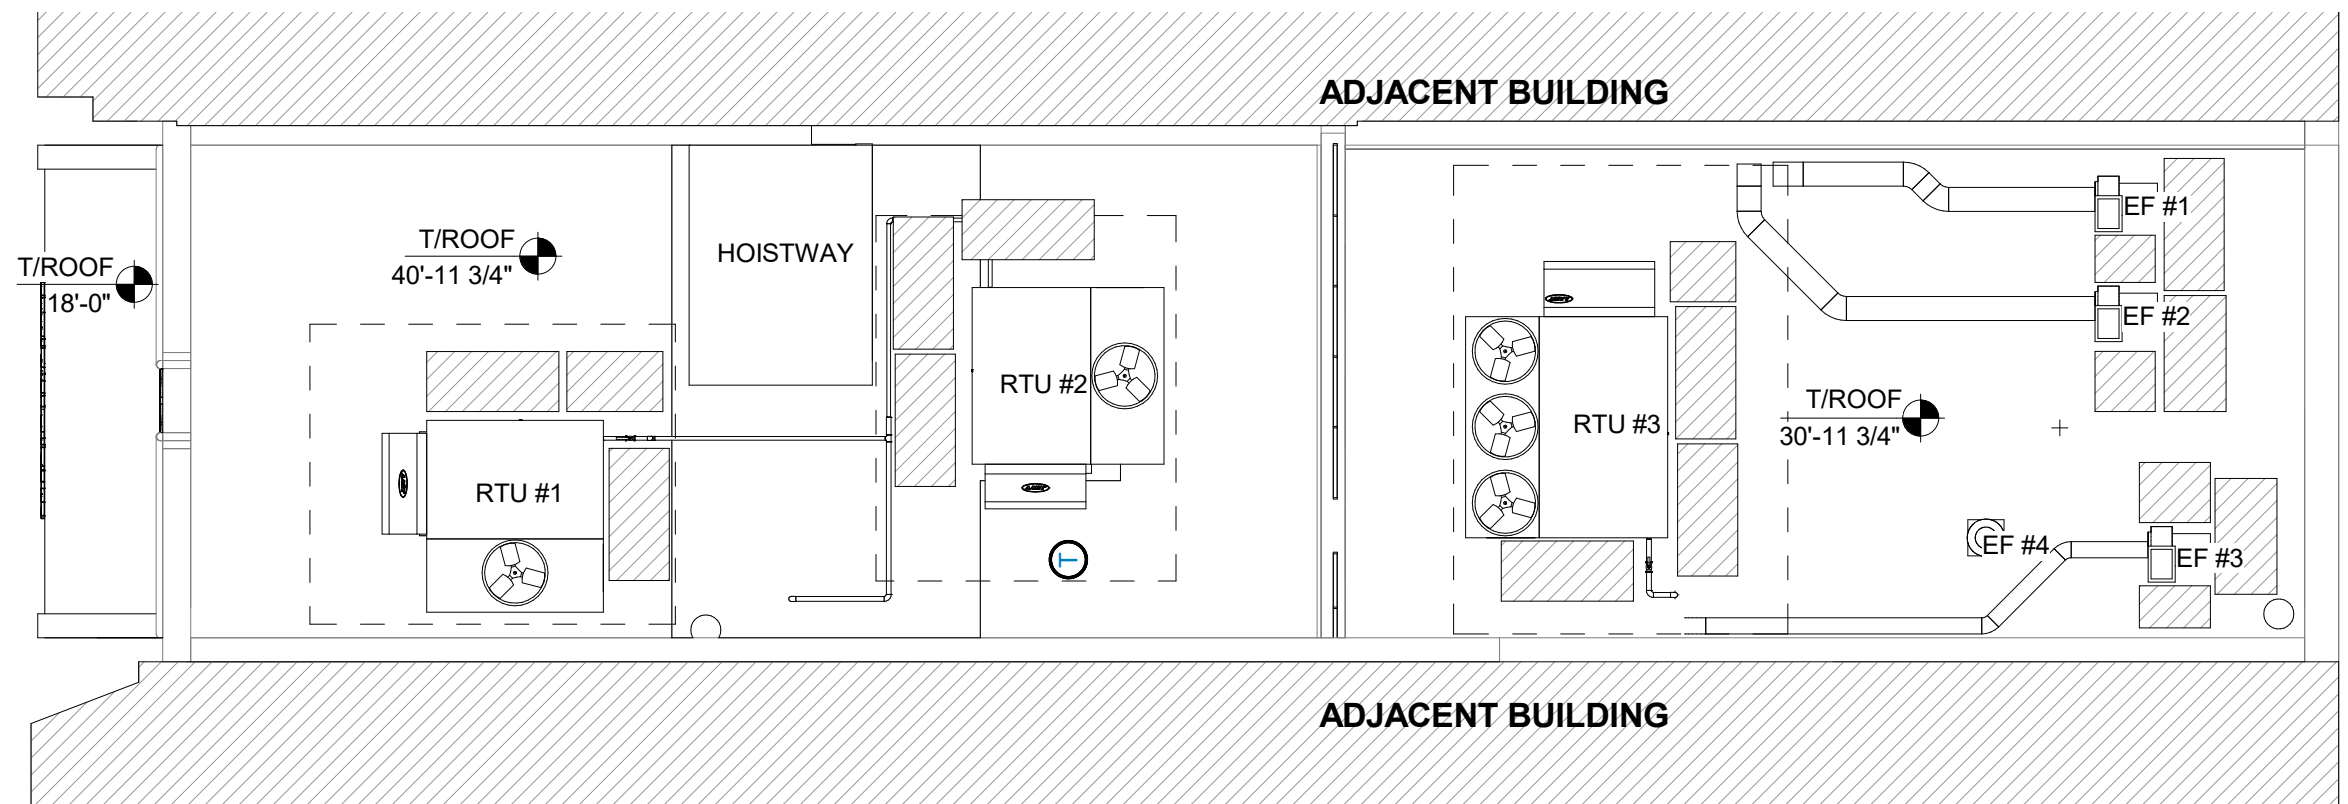 ADJACENT BUILDING
EF #1
T/ROOF
40'-11 3/4"
HOISTWAY
T/ROOF
18'-0"
EF #2
RTU #2
T/ROOF
30'-11 3/4"
RTU #3
RTU #1
EF #4
EF #3
T
ADJACENT BUILDING